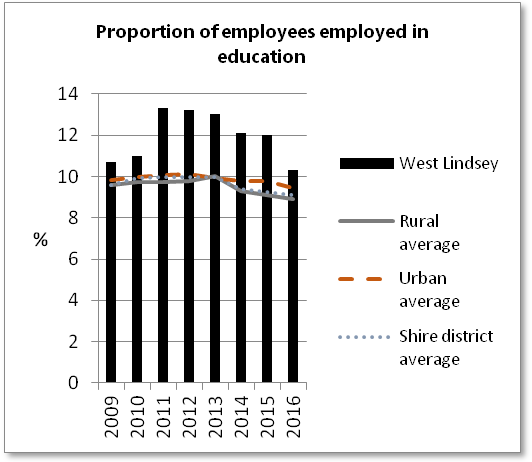 Proportion of employees employed in
education
14
12
10
8
6
4
2
0
%
2009
2010
2011
2012
2013
2014
2015
2016
West Lindsey
Rural
average
Urban
average
Shire district
average